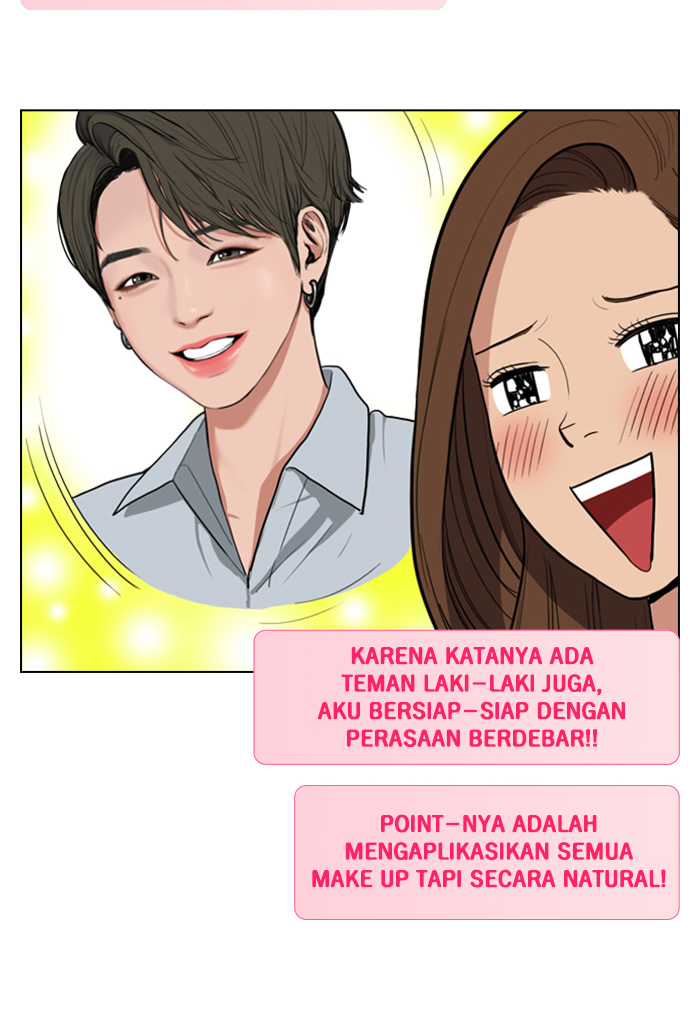 KARENA KATANYA ADA
TEMAN LAKI-LAKI JUGA,
AKU BERSIAP-SIAP DENGAN
PERASAAN BERDEBAR!!
POINT-NYA ADALAH
MENGAPLIKASIKAN SEMUA
MAKE UP TAPI SECARA NATURAL!